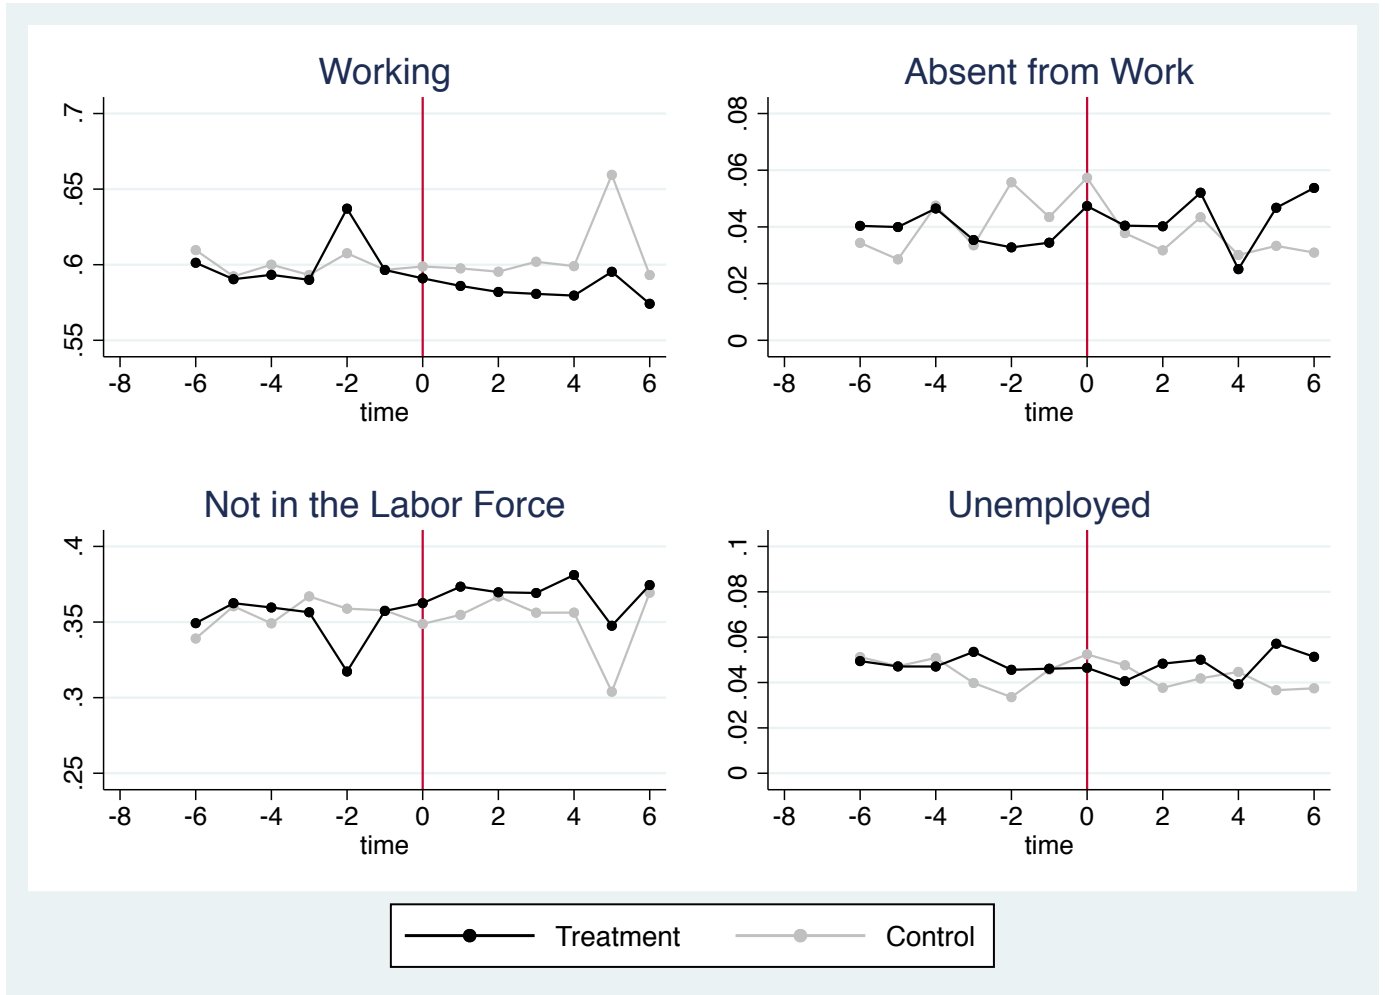 Working
.7
.65
.6
.55
-8 -6 -4 -2 0 2 4 6
time
Absent from Work
.08
.06
.04
.02
0
-8 -6 -4 -2 0 2 4 6
time
Not in the Labor Force
.4
.35
.3
.25
-8 -6 -4 -2 0 2 4 6
time
Unemployed
.1
.08
.06
.04
.02
0
-8 -6 -4 -2 0 2 4 6
time
Treatment Control